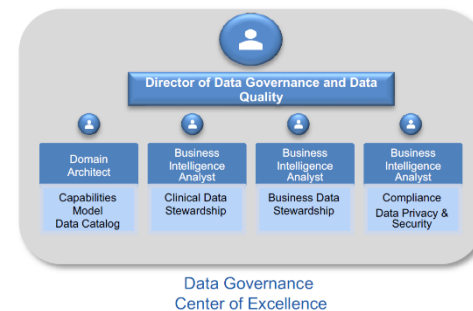 Director of Data Governance and Data
Quality
Domain
Architect
Business
Intelligence
Analyst
Business
Intelligence
Analyst
Business
Intelligence
Analyst
Capabilities
Model
Data Catalog
Clinical Data
Stewardship
Business Data
Stewardship
Compliance
Data Privacy &
Security
Data Governance
Center of Excellence